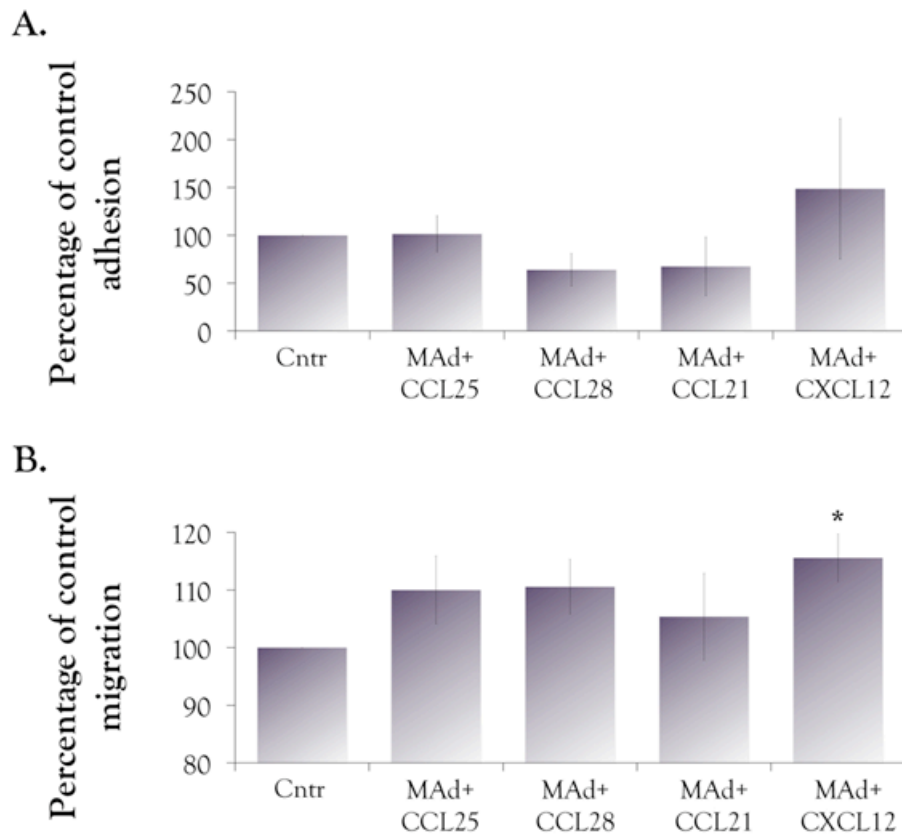 A.
Percentage of control
adhesion
250
200
150
100
50
0
Cntr
MAd+
CCL25
MAd+
CCL28
MAd+
CCL21
MAd+
CXCL12
B.
Percentage of control
migration
120
110
100
90
80
*
Cntr
MAd+
CCL25
MAd+
CCL28
MAd+
CCL21
MAd+
CXCL12